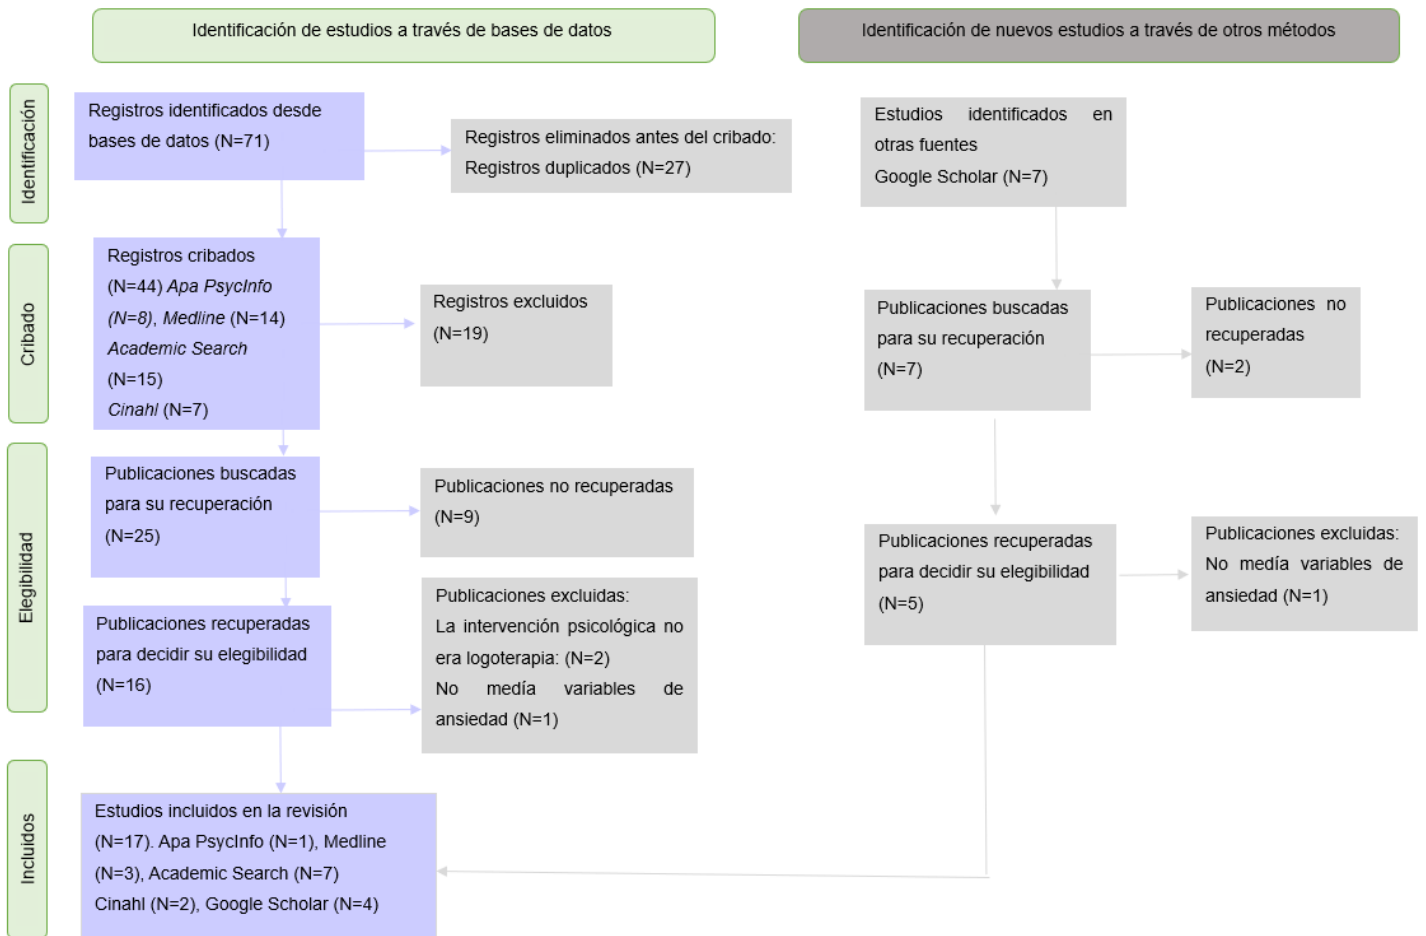 Identificación de estudios a través de bases de datos
Identificación de nuevos estudios a través de otros métodos
Identificación
Registros identificados desde
bases de datos (N=71)
Registros eliminados antes del cribado:
Registros duplicados (N=27)
Estudios identificados en
otras fuentes
Google Scholar (N=7)
Cribado
Registros cribados
(N=44) Apa PsycInfo
(N=8), Medline (N=14)
Academic Search
(N=15)
Cinahl (N=7)
Registros excluidos
(N=19)
Publicaciones buscadas
para su recuperación
(N=7)
Publicaciones no
recuperadas
(N=2)
Elegibilidad
Publicaciones buscadas
para su recuperación
(N=25)
Publicaciones no recuperadas
(N=9)
Publicaciones recuperadas
para decidir su elegibilidad
(N=16)
Publicaciones excluidas:
La intervención psicológica no
era logoterapia: (N=2)
No medía variables de
ansiedad (N=1)
Publicaciones recuperadas
para decidir su elegibilidad
(N=5)
Publicaciones excluidas:
No medía variables de
ansiedad (N=1)
Incluidos
Estudios incluidos en la revisión
(N=17). Apa PsycInfo (N=1), Medline
(N=3), Academic Search (N=7)
Cinahl (N=2), Google Scholar (N=4)